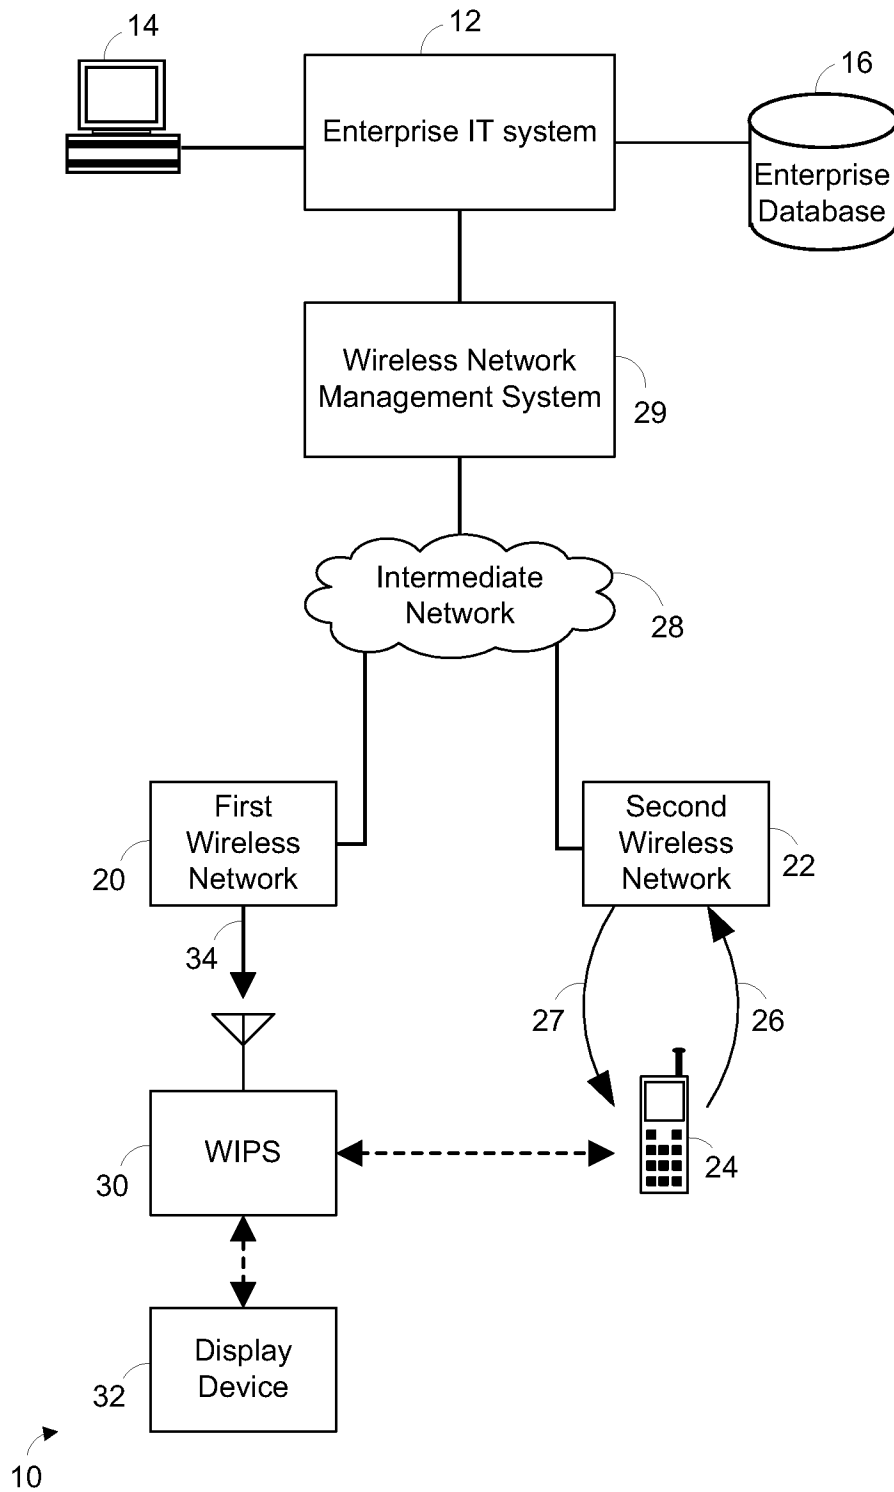 14
12
16
Enterprise IT system
Enterprise
Database
Wireless Network
Management System
29
Intermediate
Network
28
First
Wireless
Network
20
Second
Wireless
Network
22
34
27
26
WIPS
30
24
Display
Device
32
10